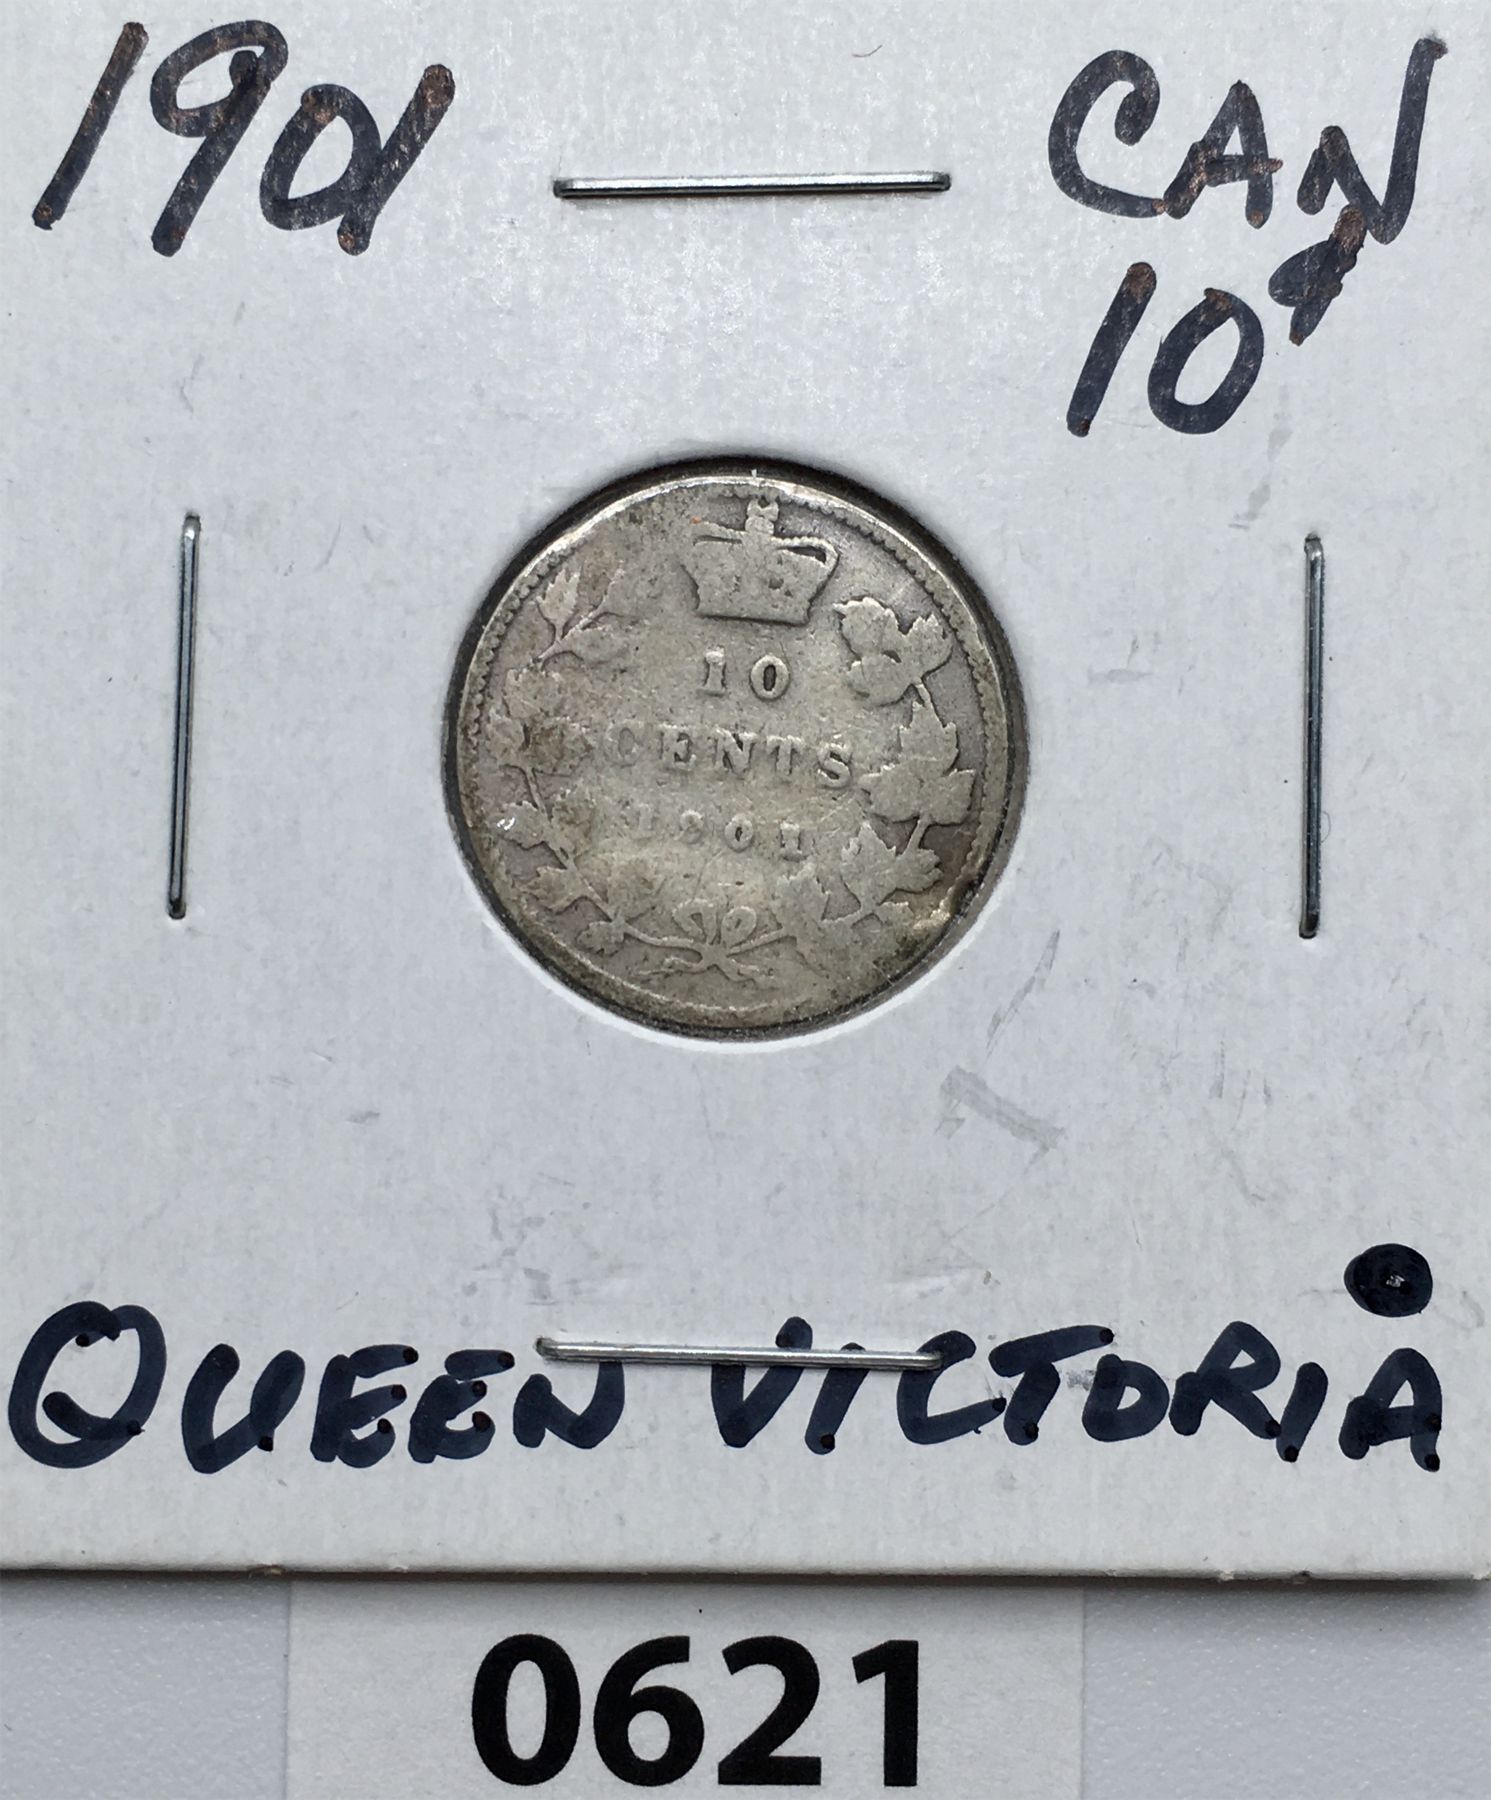 1901 CAN
10¢
10
CENTS
1901
QUEEN VICTORIA
0621